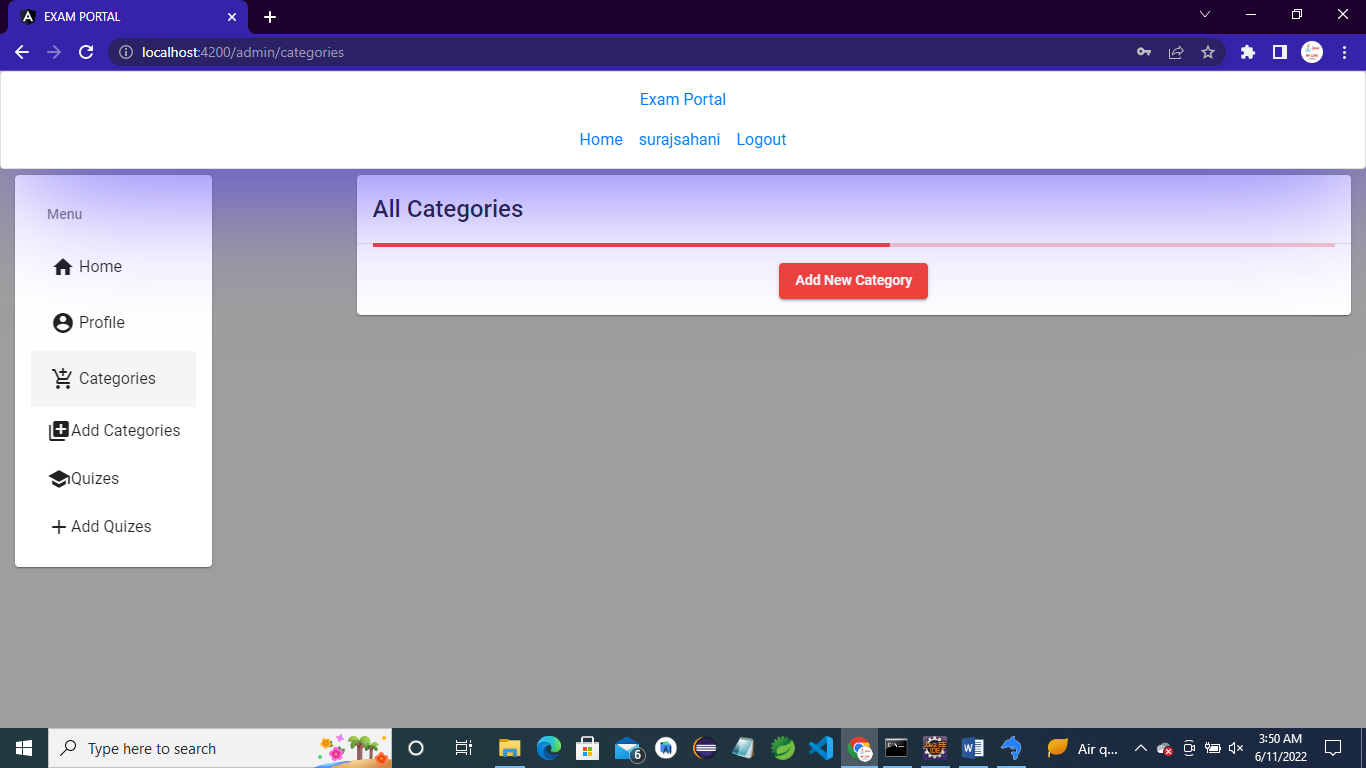 EXAM PORTAL
localhost:4200/admin/categories
Exam Portal
Home surajsahani Logout
Menu
Home
Profile
Categories
Add Categories
Quizes
Add Quizes
All Categories
Add New Category
Type here to search
6
Air q...
3:50 AM
6/11/2022